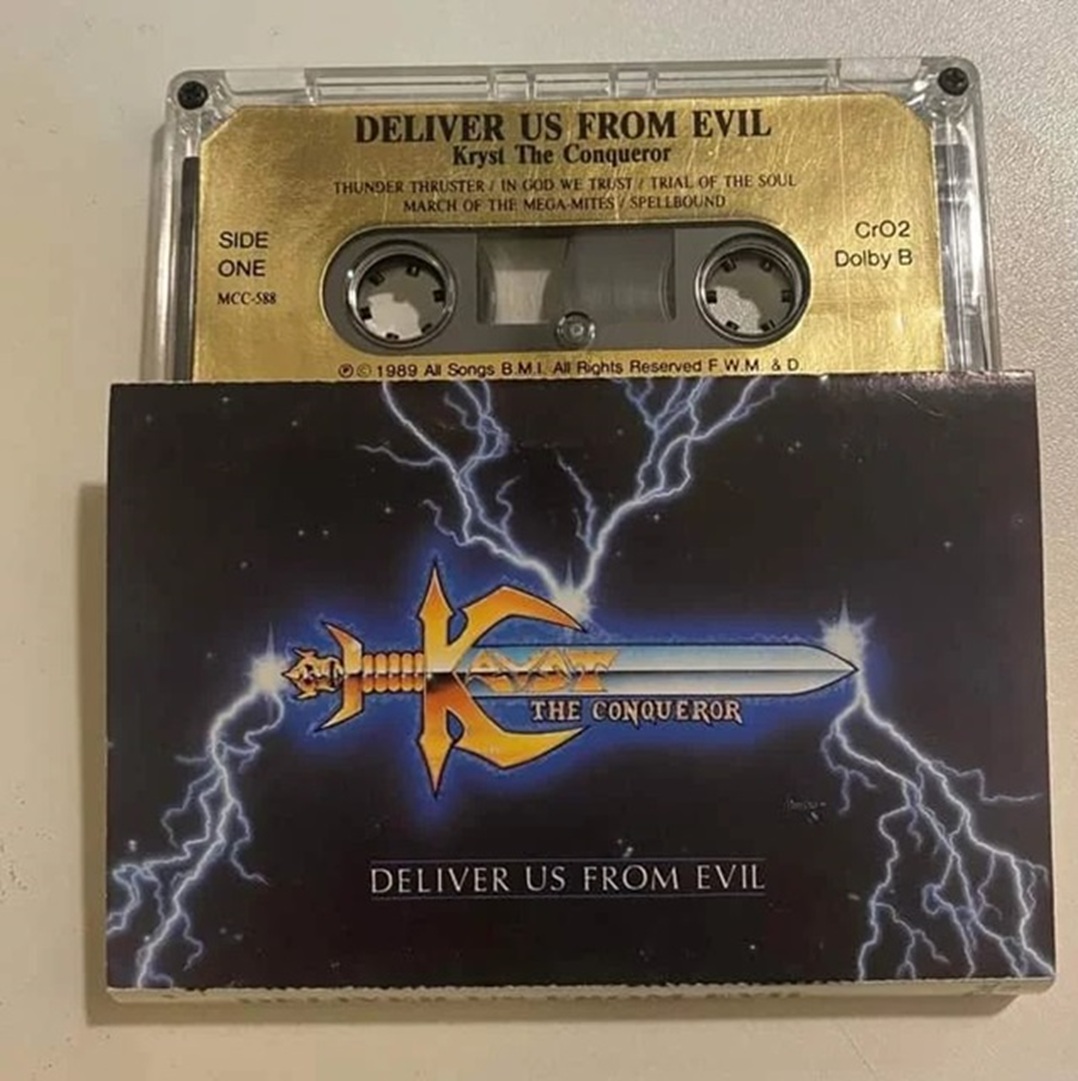 DELIVER US FROM EVIL
Kryst The Conqueror
THUNDER THRUSTER / IN GOD WE TRUST / TRIAL OF THE SOUL
MARCH OF THE MEGA-MITES / SPELLBOUND
SIDE
ONE
MCC-588
CrO2
Dolby B
℗ © 1989 All Songs B.M.I. All Rights Reserved F.W.M. & D.
KRYST
THE CONQUEROR
DELIVER US FROM EVIL